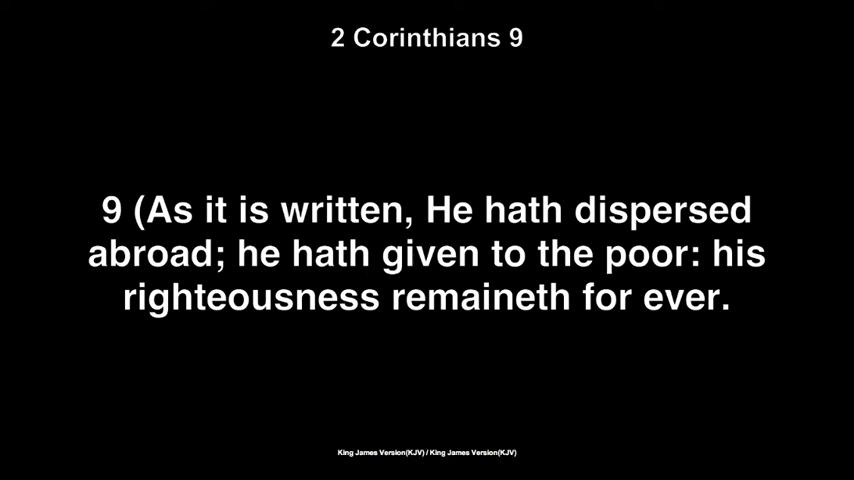 2 Corinthians 9
9 (As it is written, He hath dispersed
abroad; he hath given to the poor: his
righteousness remaineth for ever.
King James Version(KJV) / King James Version(KJV)